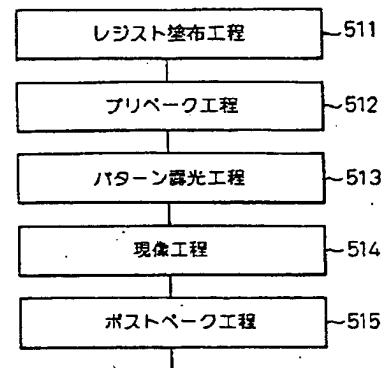 レジスト塗布工程 511
プリベーク工程 512
パターン露光工程 513
現像工程 514
ポストベーク工程 515